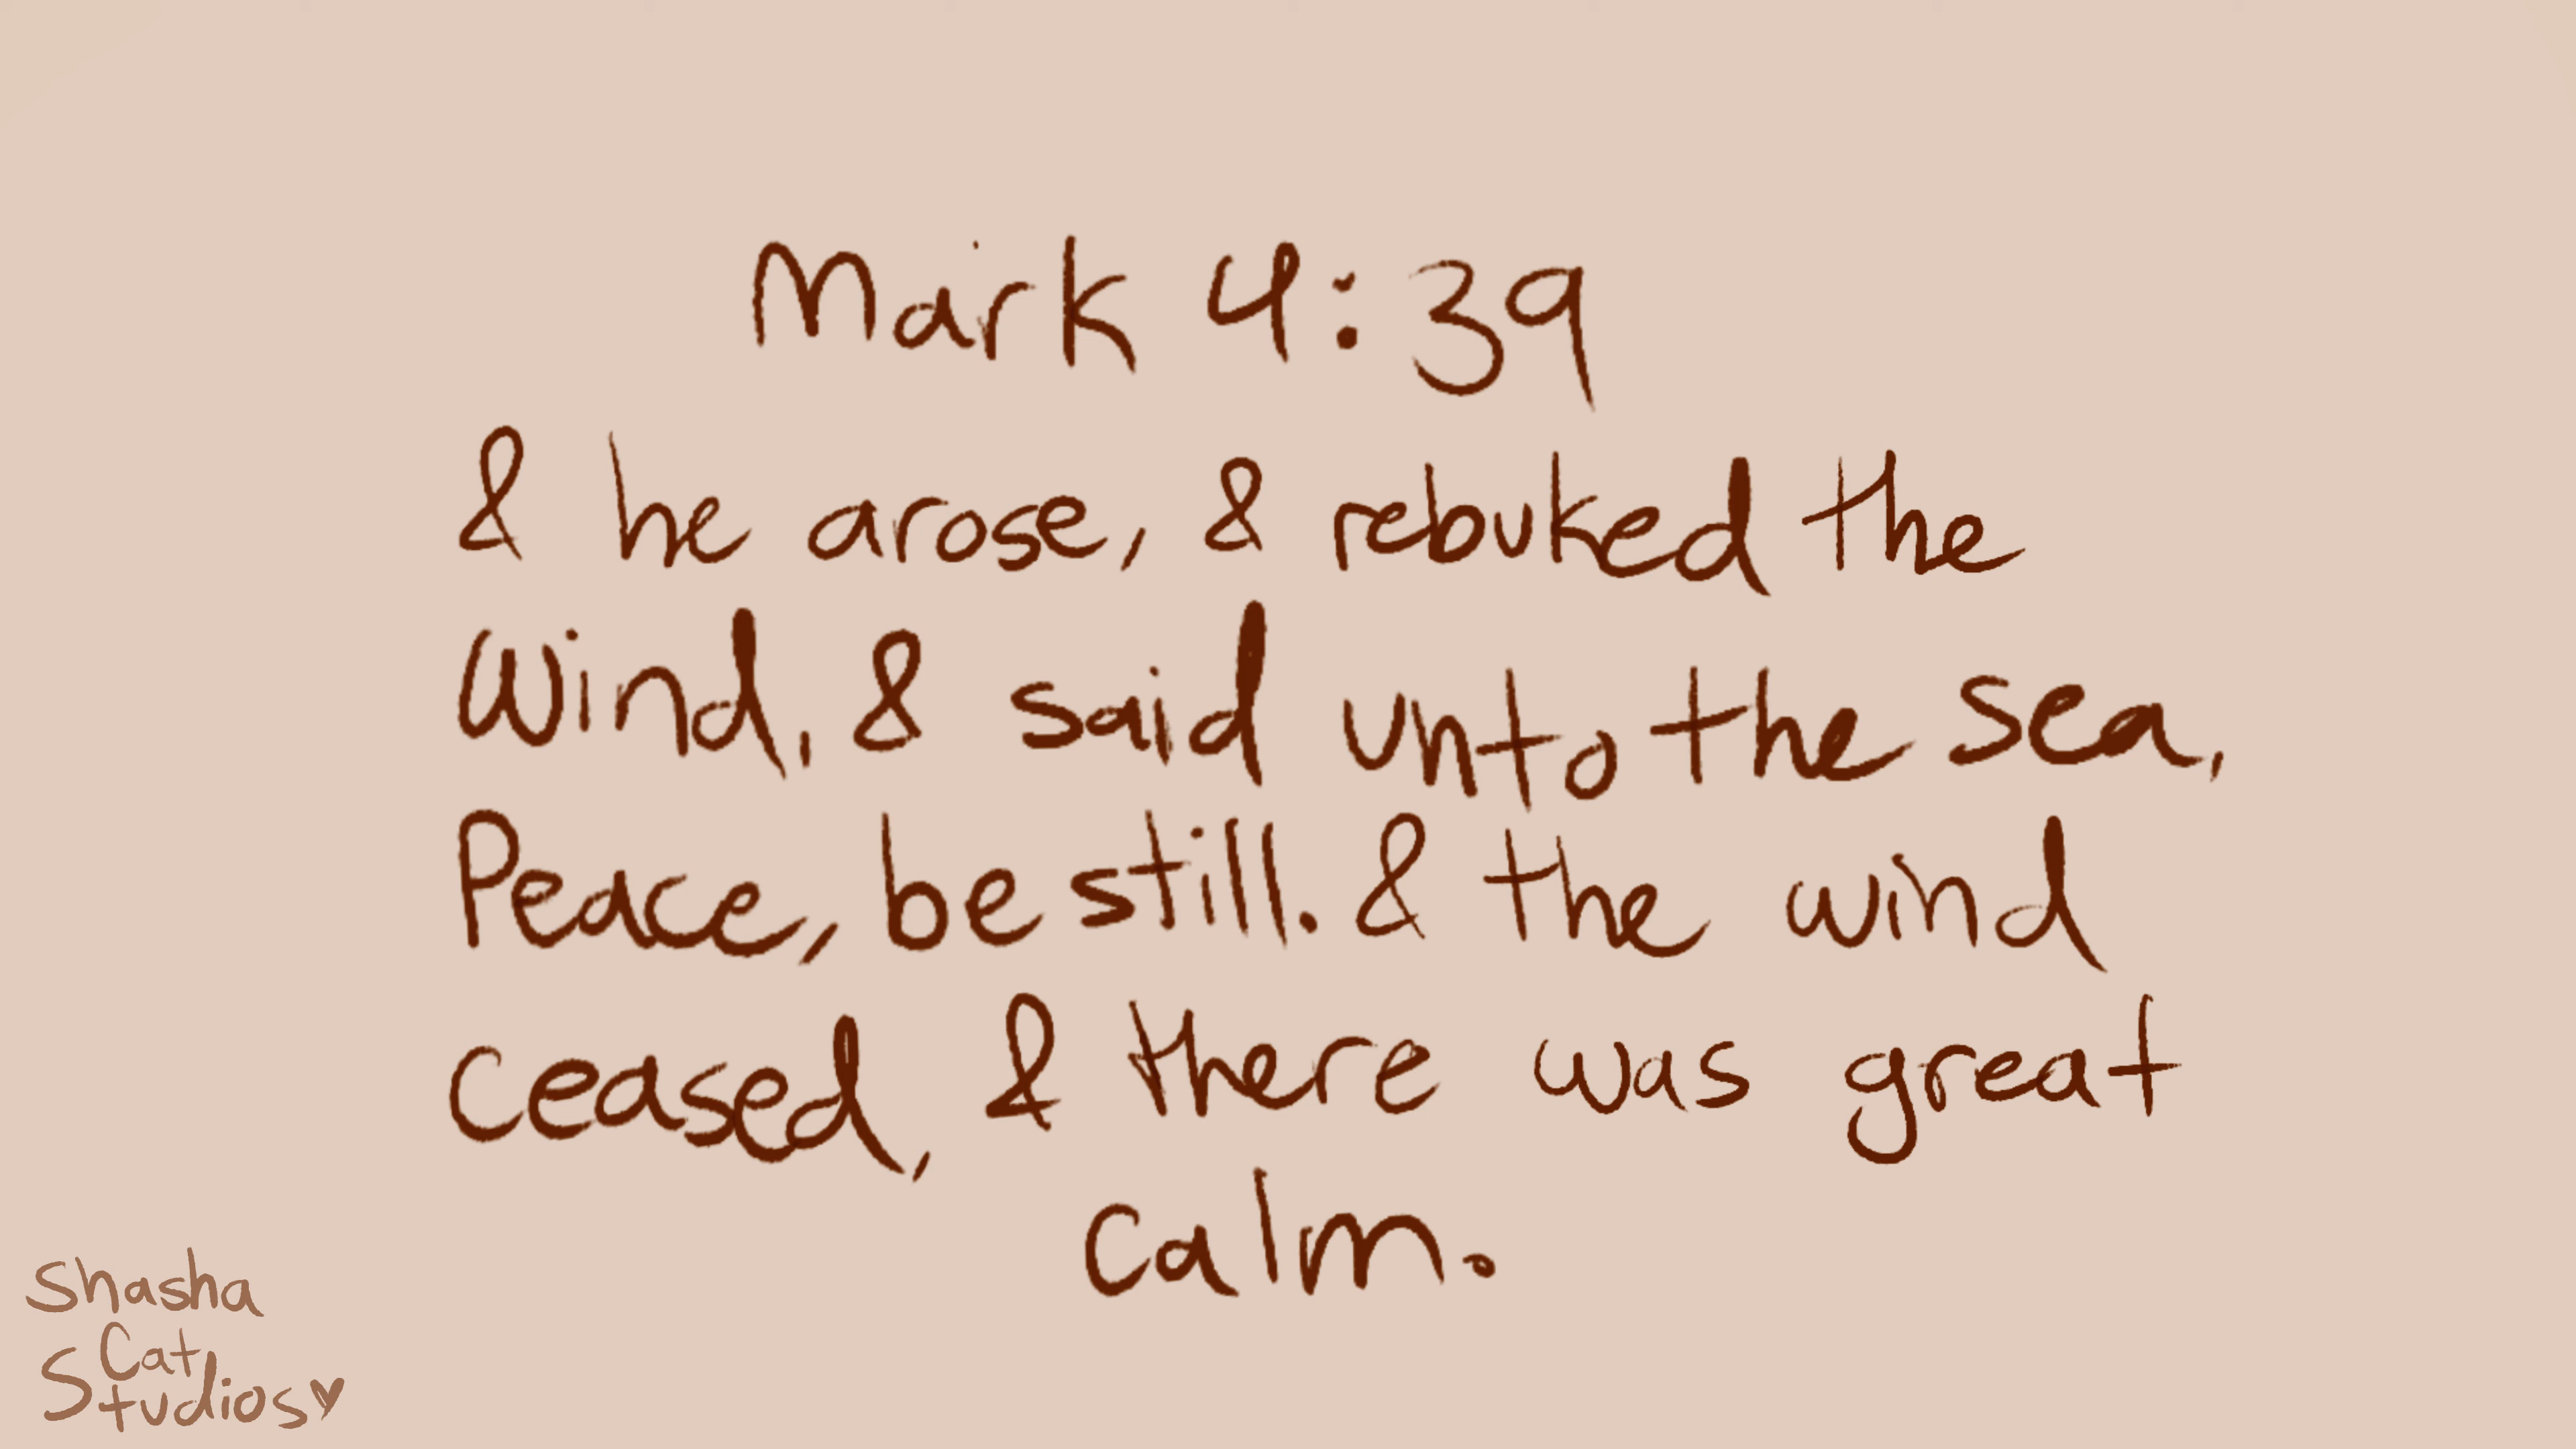 Mark 4:39
& he arose, & rebuked the
Wind, & said unto the sea,
Peace, be still. & the wind
ceased, & there was great
calm.
Shasha
Cat
Studios♥